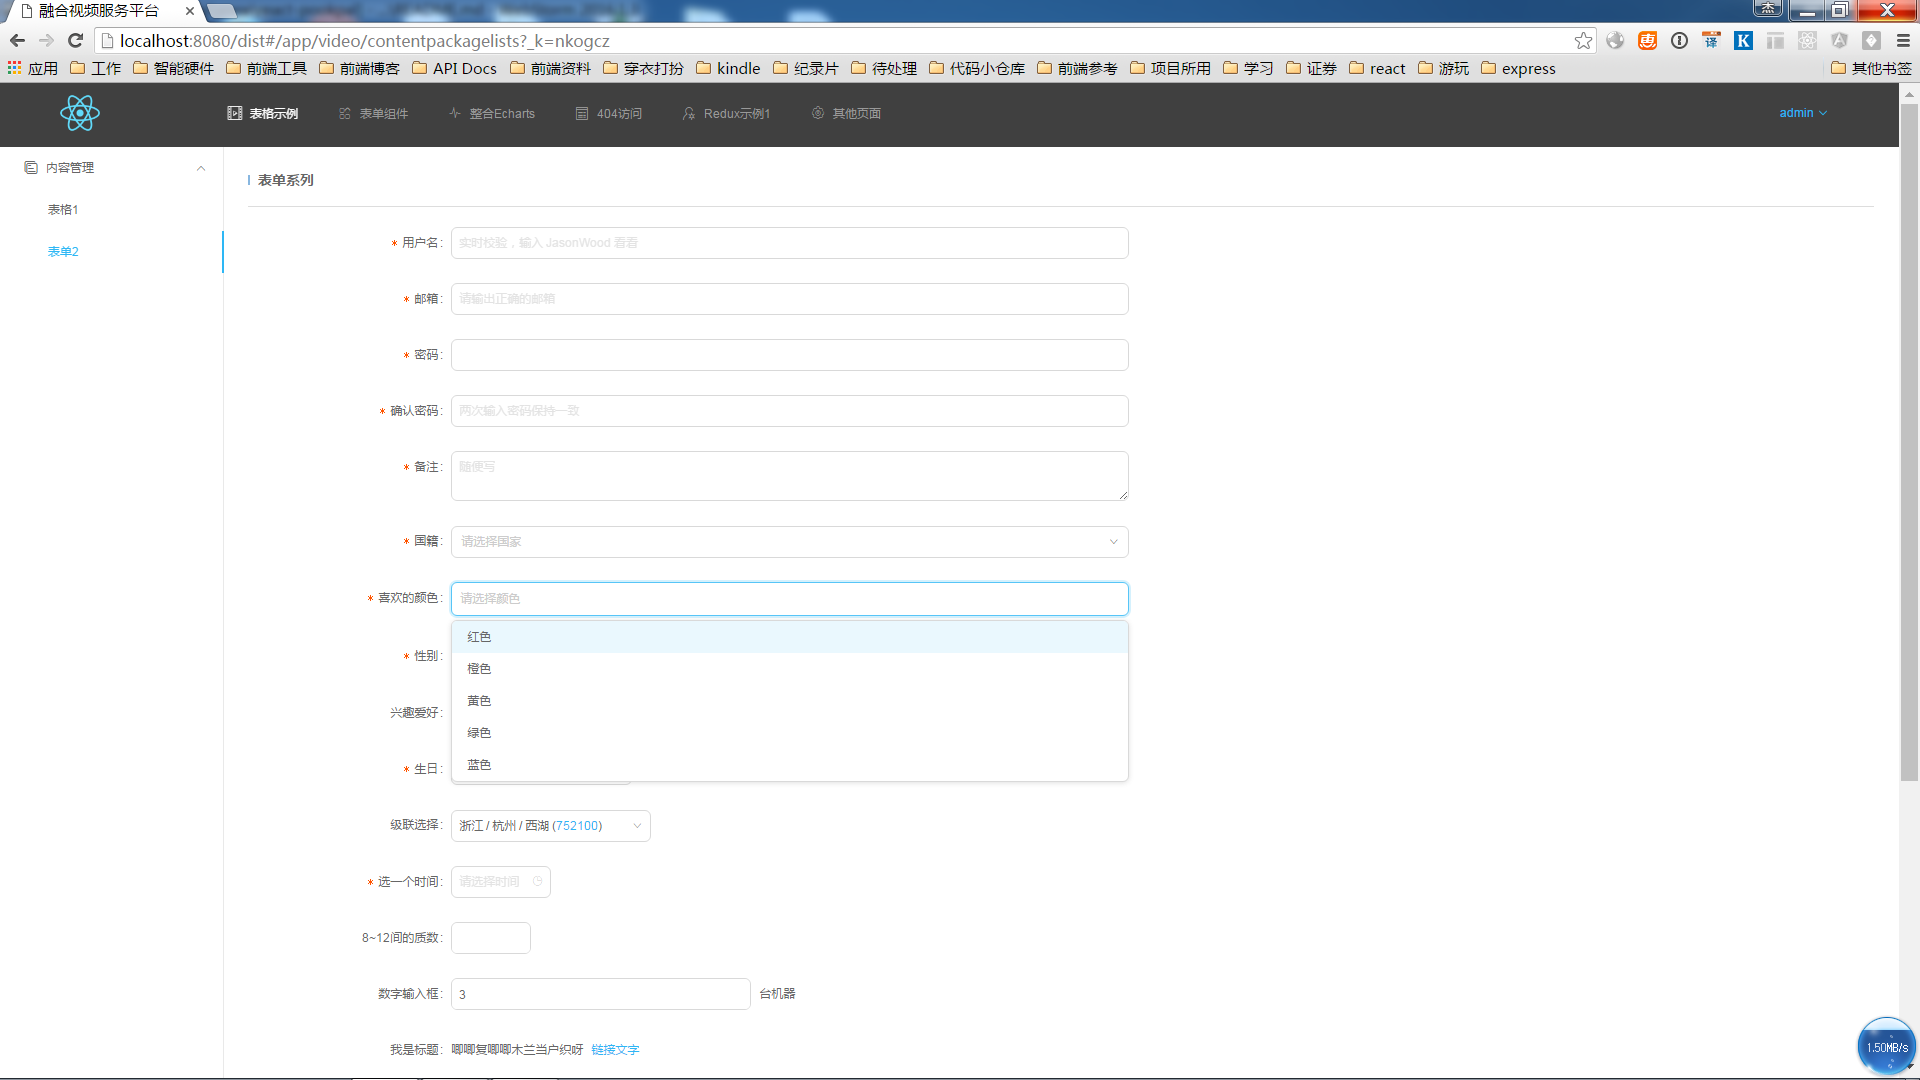 融合视频服务平台
杰
localhost:8080/dist#/app/video/contentpackagelists?_k=nkogcz
应用 工作 智能硬件 前端工具 前端博客 API Docs 前端资料 穿衣打扮 kindle 纪录片 待处理 代码小仓库 前端参考 项目所用 学习 证券 react 游玩 express 其他书签
表格示例 表单组件 整合Echarts 404访问 Redux示例1 其他页面 admin
内容管理
表格1
表单2
表单系列
* 用户名: 实时校验，输入 JasonWood 看看
* 邮箱: 请输出正确的邮箱
* 密码:
* 确认密码: 两次输入密码保持一致
* 备注: 随便写
* 国籍: 请选择国家
* 喜欢的颜色: 请选择颜色
红色
* 性别:
橙色
黄色
兴趣爱好:
绿色
* 生日:
蓝色
级联选择: 浙江 / 杭州 / 西湖 (752100)
* 选一个时间: 请选择时间
8~12间的质数:
数字输入框: 3 台机器
我是标题: 唧唧复唧唧木兰当户织呀 链接文字
1.50MB/s